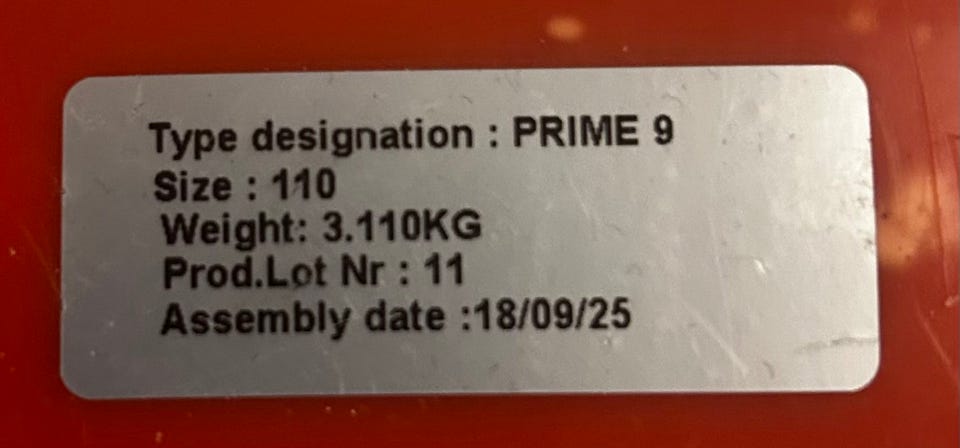 Type designation : PRIME 9
Size : 110
Weight: 3.110KG
Prod.Lot Nr : 11
Assembly date :18/09/25